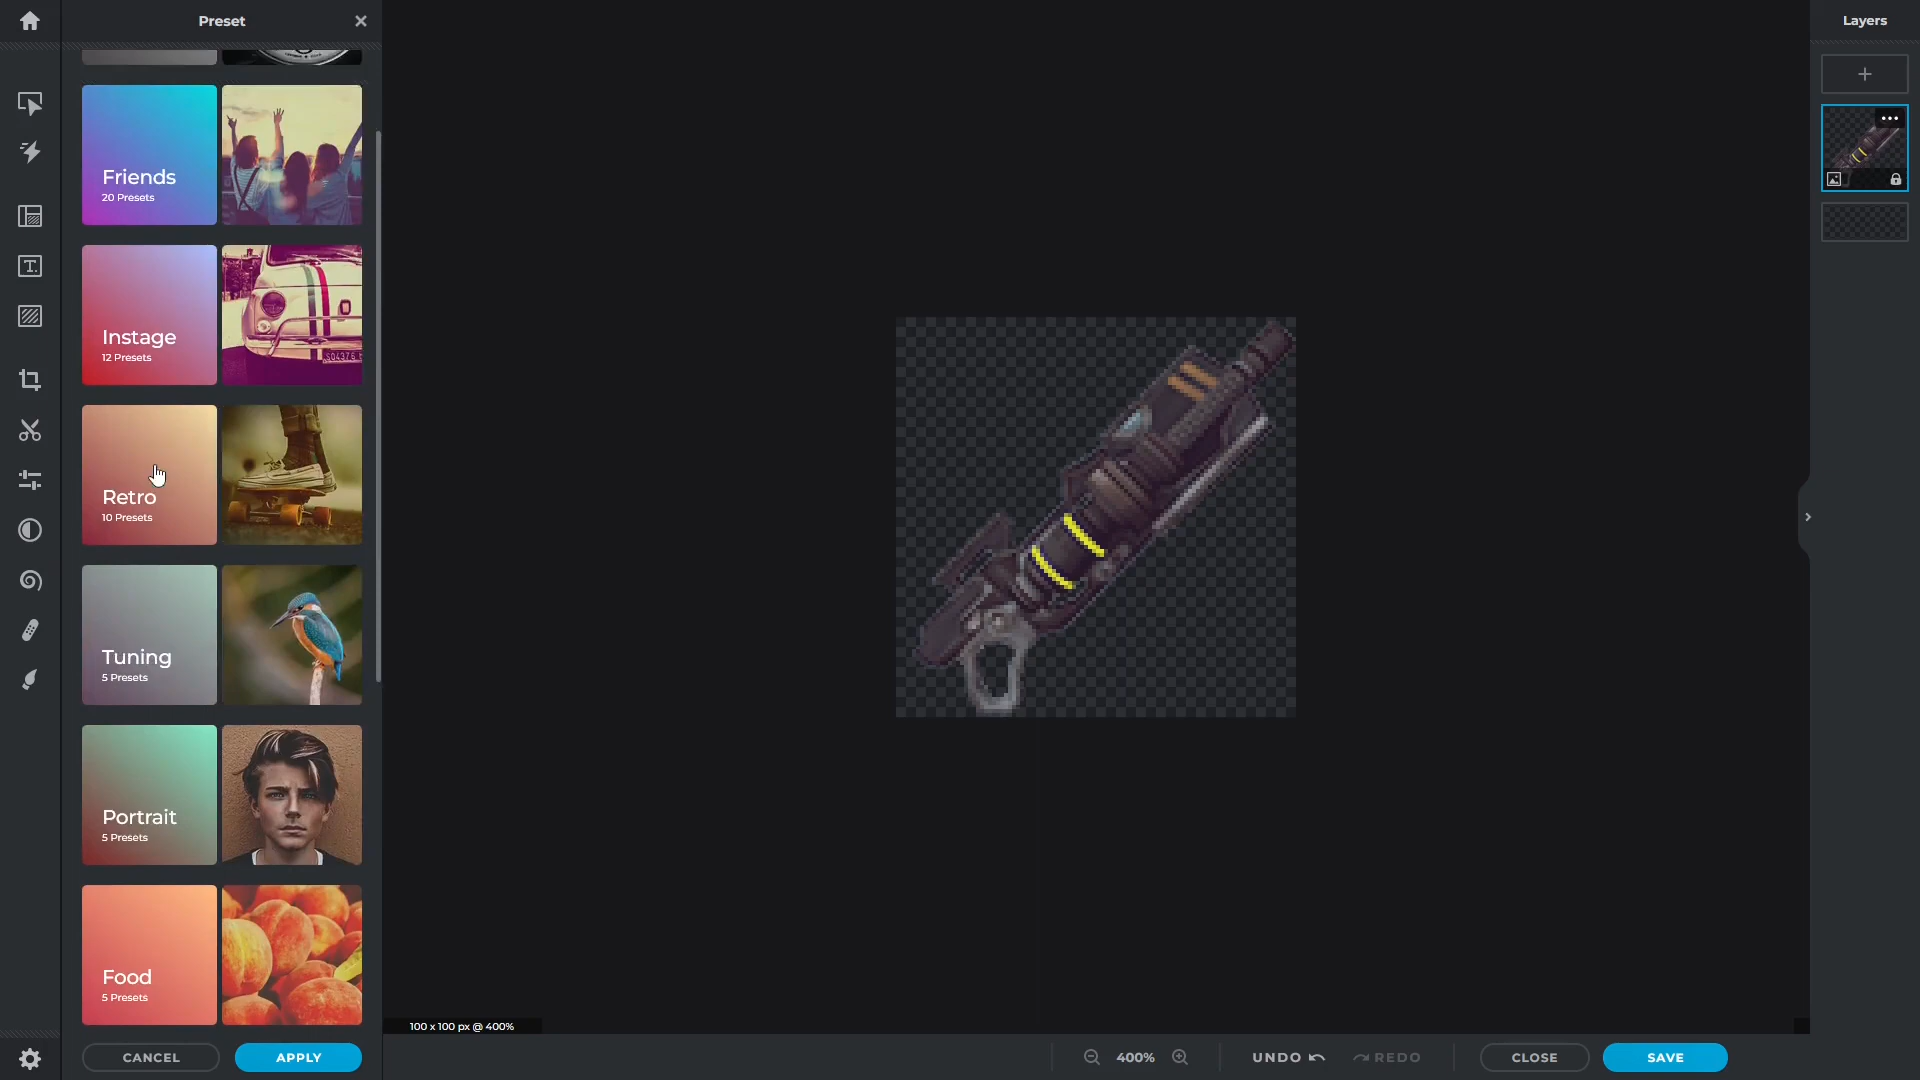 Preset
Layers
Friends
20 Presets
Instage
12 Presets
SO4376
Retro
10 Presets
Tuning
5 Presets
Portrait
5 Presets
Food
5 Presets
100 x 100 px @ 400%
CANCEL
APPLY
400%
UNDO
REDO
CLOSE
SAVE